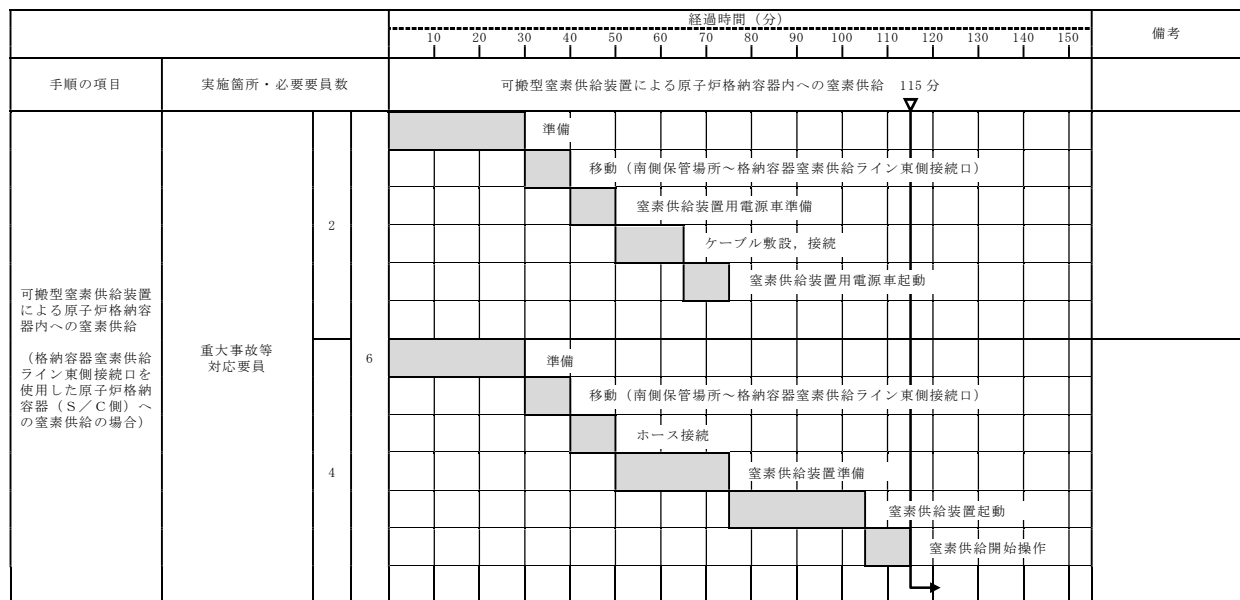 経過時間（分）
備考
10 20 30 40 50 60 70 80 90 100 110 120 130 140 150
手順の項目
実施箇所・必要要員数
可搬型窒素供給装置による原子炉格納容器内への窒素供給 115分
可搬型窒素供給装置
による原子炉格納容
器内への窒素供給
（格納容器窒素供給
ライン東側接続口を
使用した原子炉格納
容器（Ｓ／Ｃ側）へ
の窒素供給の場合）
重大事故等
対応要員
2
4
6
準備
移動（南側保管場所～格納容器窒素供給ライン東側接続口）
窒素供給装置用電源車準備
ケーブル敷設，接続
窒素供給装置用電源車起動
準備
移動（南側保管場所～格納容器窒素供給ライン東側接続口）
ホース接続
窒素供給装置準備
窒素供給装置起動
窒素供給開始操作